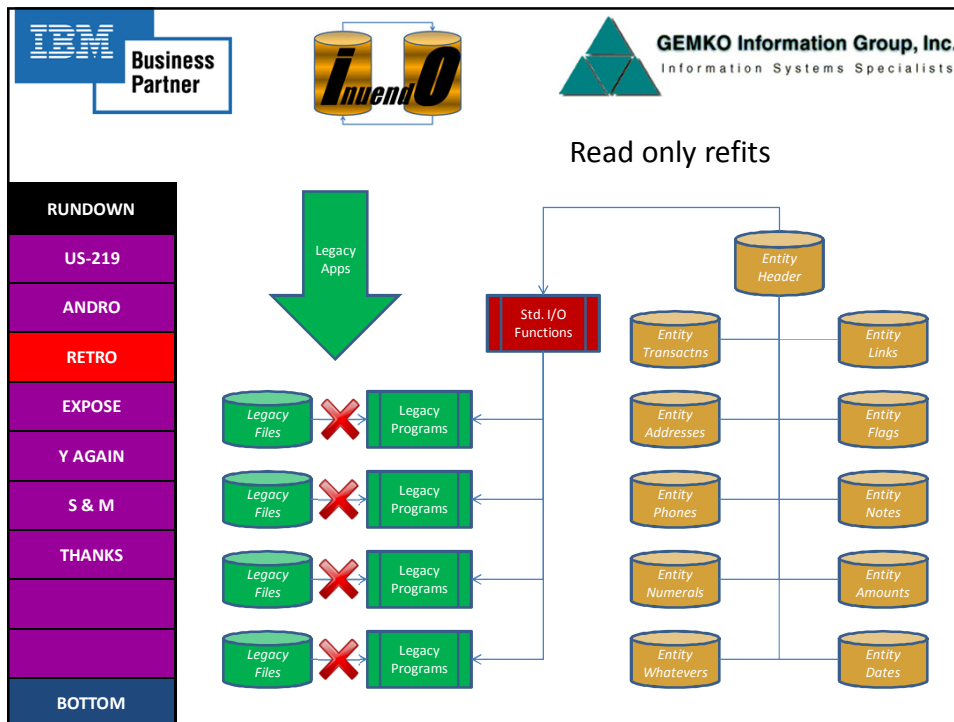 IBM
Business
Partner
inuendO
GEMKO Information Group, Inc.
Information Systems Specialists
Read only refits
RUNDOWN
US-219
ANDRO
RETRO
EXPOSE
Y AGAIN
S & M
THANKS
BOTTOM
Legacy
Apps
Std. I/O
Functions
Entity
Header
Entity
Transactns
Entity
Links
Legacy
Files
Legacy
Programs
Entity
Addresses
Entity
Flags
Legacy
Files
Legacy
Programs
Entity
Phones
Entity
Notes
Legacy
Files
Legacy
Programs
Entity
Numerals
Entity
Amounts
Legacy
Files
Legacy
Programs
Entity
Whatevers
Entity
Dates